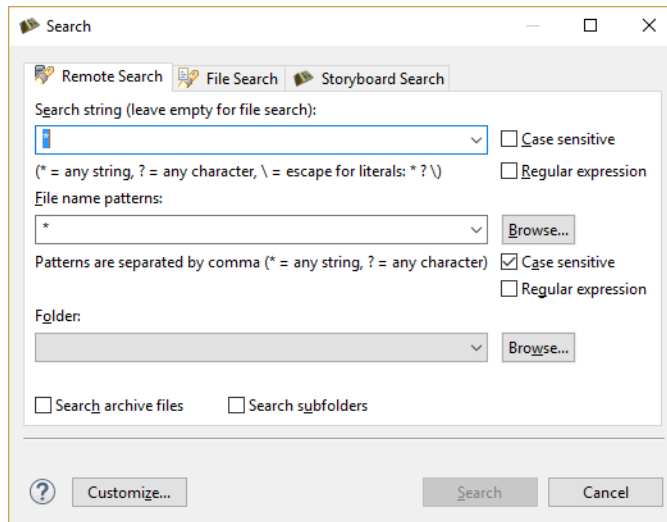 Search
Remote Search File Search Storyboard Search
Search string (leave empty for file search):
* Case sensitive
(* = any string, ? = any character, \ = escape for literals: * ? \) Regular expression
File name patterns:
* Browse...
Patterns are separated by comma (* = any string, ? = any character) Case sensitive
Regular expression
Folder:
Browse...
Search archive files Search subfolders
? Customize... Search Cancel